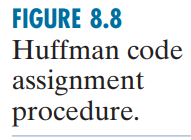 FIGURE 8.8
Huffman code
assignment
procedure.